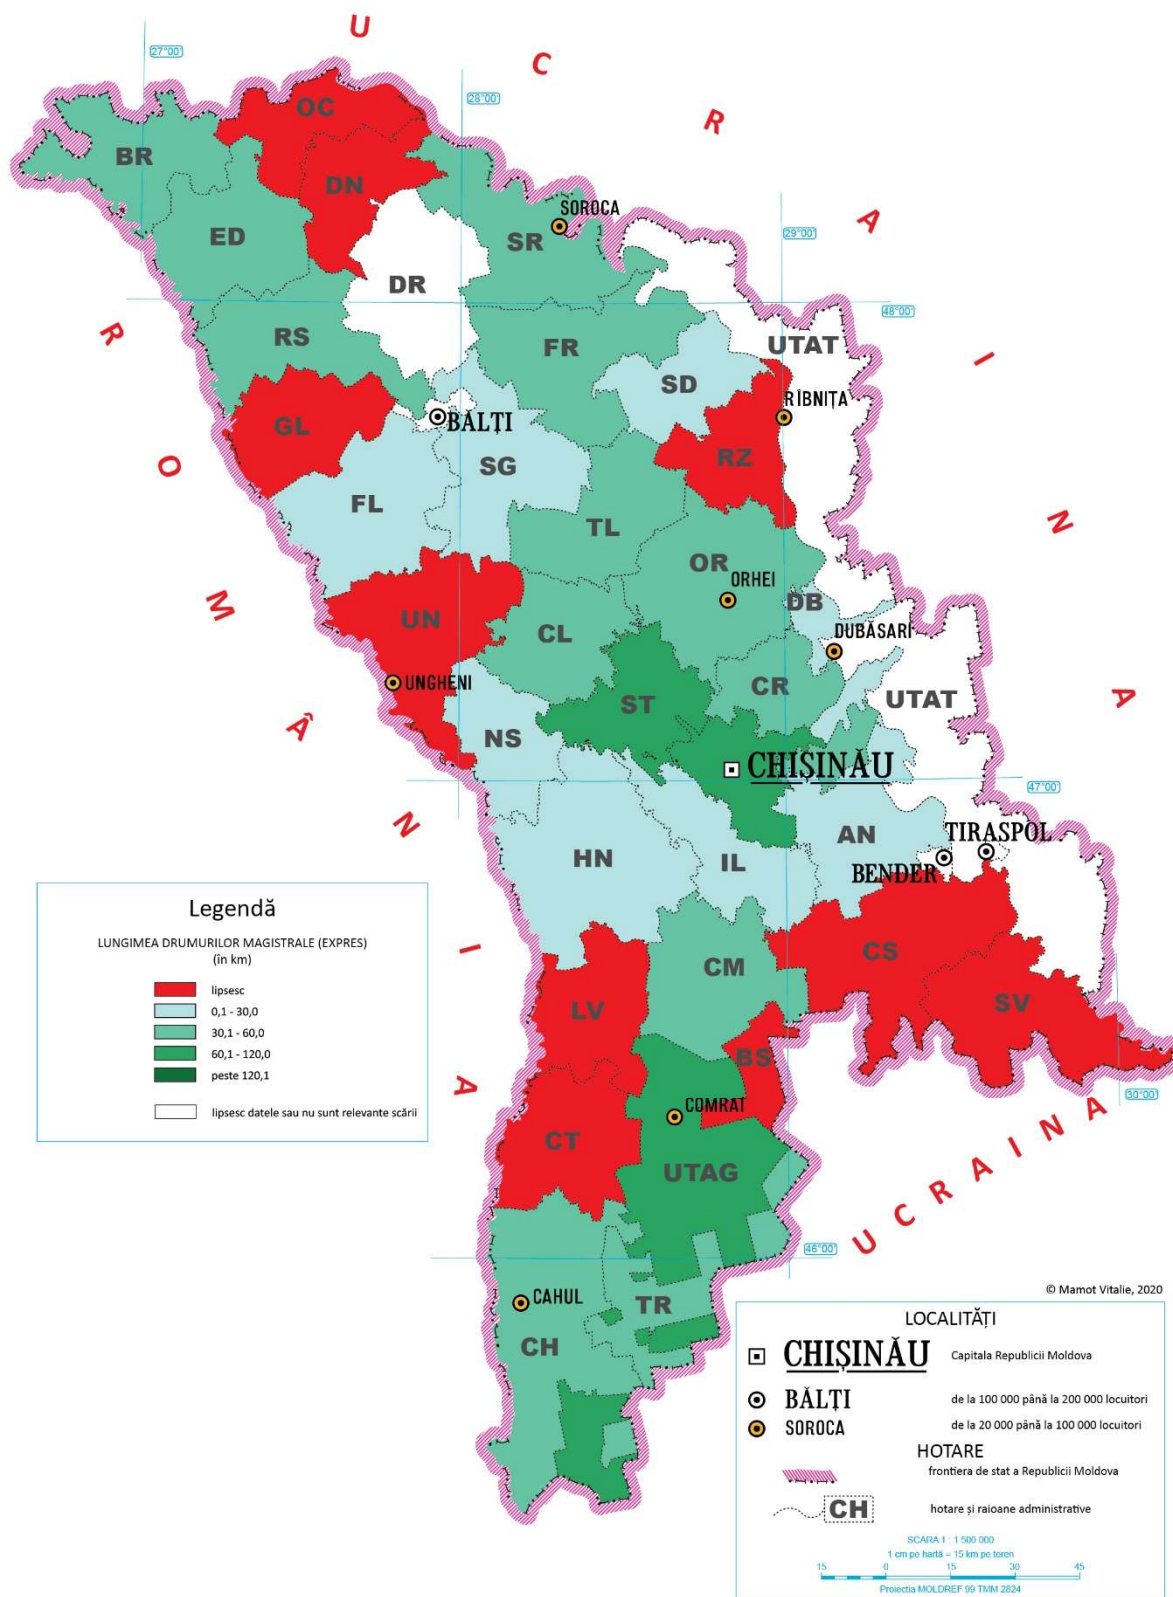 U C R A I N A
27°00'
28°00'
OC
BR
DN
SOROCA
29°00'
ED
SR
DR
48°00'
R O M Â N I A
RS
FR
UTAT
SD
RÎBNIȚA
GL
BĂLȚI
RZ
SG
FL
TL
OR
ORHEI
DB
UN
CL
DUBĂSARI
UNGHENI
ST
CR
UTAT
NS
CHIȘINĂU
47°00'
AN
TIRASPOL
HN
IL
BENDER
CS
CM
LV
SV
BS
30°00'
COMRAT
CT
UTAG
U C R A I N A
46°00'
CAHUL
TR
CH
Legendă
LUNGIMEA DRUMURILOR MAGISTRALE (EXPRES)
(în km)
lipsesc
0,1 - 30,0
30,1 - 60,0
60,1 - 120,0
peste 120,1
lipsesc datele sau nu sunt relevante scării
© Mamot Vitalie, 2020
LOCALITĂȚI
CHIȘINĂU Capitala Republicii Moldova
BĂLȚI de la 100 000 până la 200 000 locuitori
SOROCA de la 20 000 până la 100 000 locuitori
HOTARE
frontiera de stat a Republicii Moldova
CH hotare și raioane administrative
SCARA 1 : 1 500 000
1 cm pe hartă = 15 km pe teren
15 0 15 30 45
Proiectia MOLDREF 99 TMM 2824